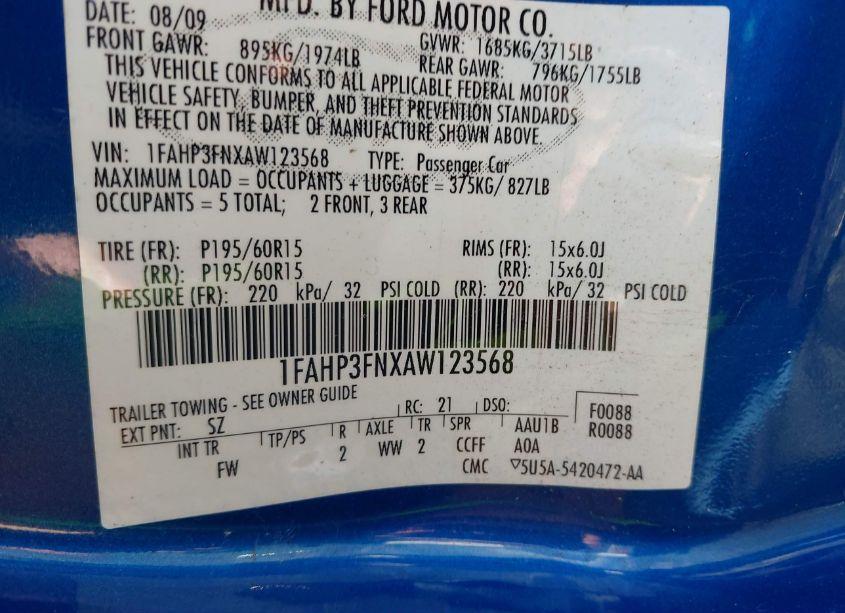 DATE: 08/09 MFD. BY FORD MOTOR CO.
FRONT GAWR: 895KG/1974LB GVWR: 1685KG/3715LB
REAR GAWR: 796KG/1755LB
THIS VEHICLE CONFORMS TO ALL APPLICABLE FEDERAL MOTOR
VEHICLE SAFETY, BUMPER, AND THEFT PREVENTION STANDARDS
IN EFFECT ON THE DATE OF MANUFACTURE SHOWN ABOVE.
VIN: 1FAHP3FNXAW123568 TYPE: Passenger Car
MAXIMUM LOAD = OCCUPANTS + LUGGAGE = 375KG/ 827LB
OCCUPANTS = 5 TOTAL; 2 FRONT, 3 REAR
TIRE (FR): P195/60R15 RIMS (FR): 15x6.0J
(RR): P195/60R15 (RR): 15x6.0J
PRESSURE (FR): 220 kPa/ 32 PSI COLD (RR): 220 kPa/ 32 PSI COLD
1FAHP3FNXAW123568
TRAILER TOWING - SEE OWNER GUIDE RC: 21 DSO: F0088
EXT PNT: SZ R0088
INT TR TP/PS R AXLE TR SPR AAU1B
FW 2 WW 2 CCFF A0A
CMC ▽5U5A-5420472-AA